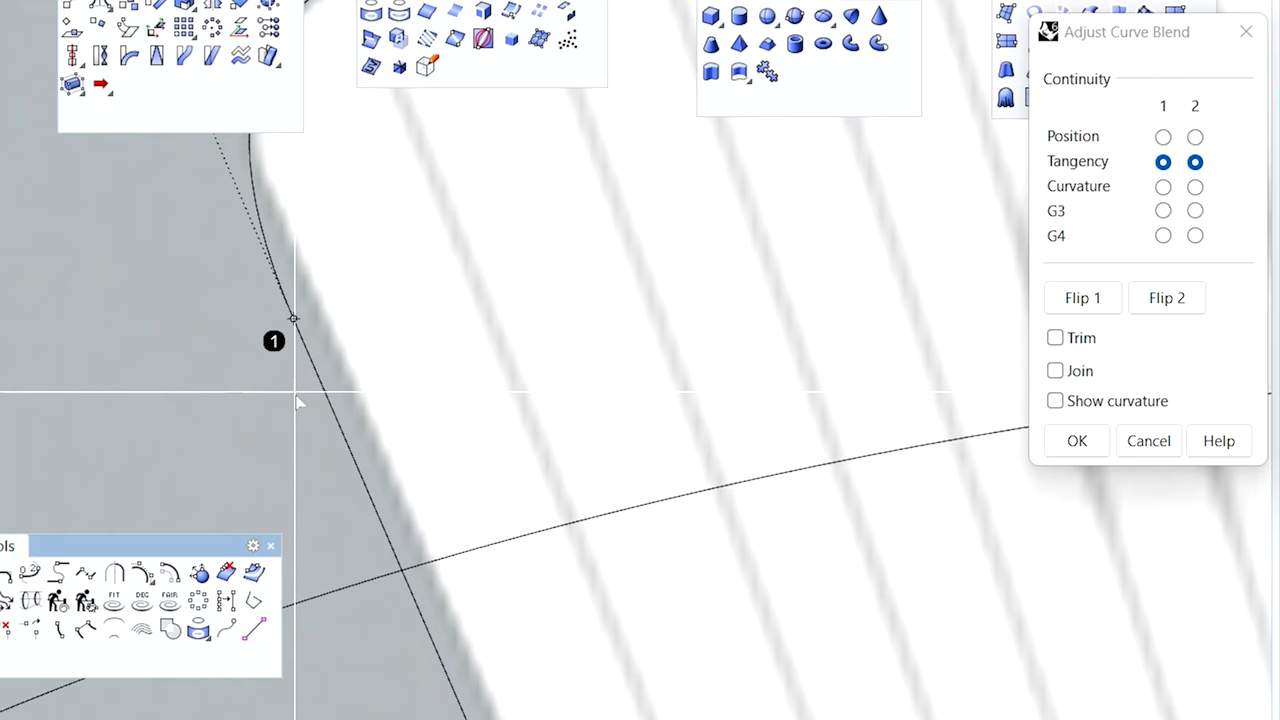 Adjust Curve Blend
Continuity
1 2
Position
Tangency
Curvature
G3
G4
Flip 1 Flip 2
Trim
Join
Show curvature
OK Cancel Help
1
ols
FIT DEG FAIR